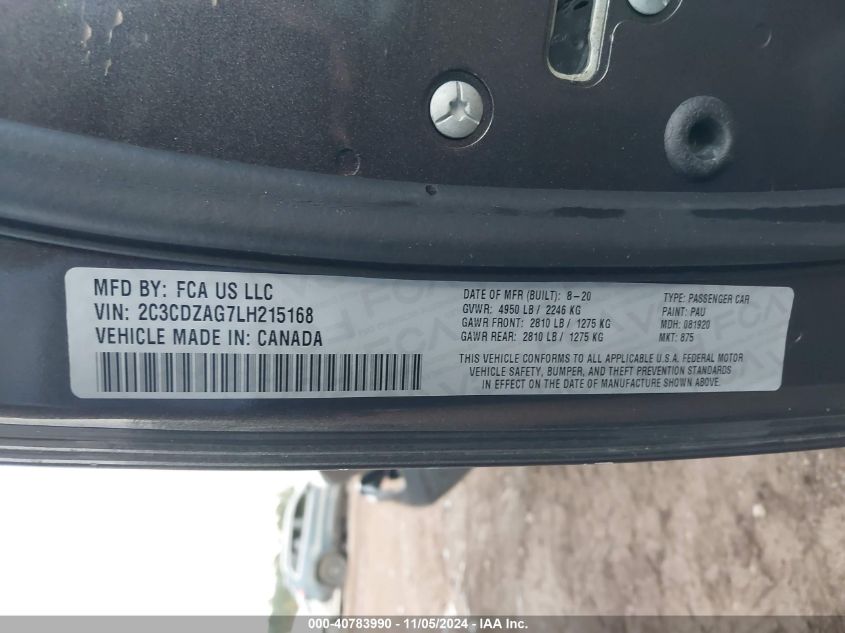 MFD BY: FCA US LLC
VIN: 2C3CDZAG7LH215168
VEHICLE MADE IN: CANADA
DATE OF MFR (BUILT): 8-20
GVWR: 4950 LB / 2246 KG
GAWR FRONT: 2810 LB / 1275 KG
GAWR REAR: 2810 LB / 1275 KG
TYPE: PASSENGER CAR
PAINT: PAU
MDH: 081920
MKT: 875
THIS VEHICLE CONFORMS TO ALL APPLICABLE U.S.A. FEDERAL MOTOR
VEHICLE SAFETY, BUMPER, AND THEFT PREVENTION STANDARDS
IN EFFECT ON THE DATE OF MANUFACTURE SHOWN ABOVE.
000-40783990 - 11/05/2024 - IAA Inc.